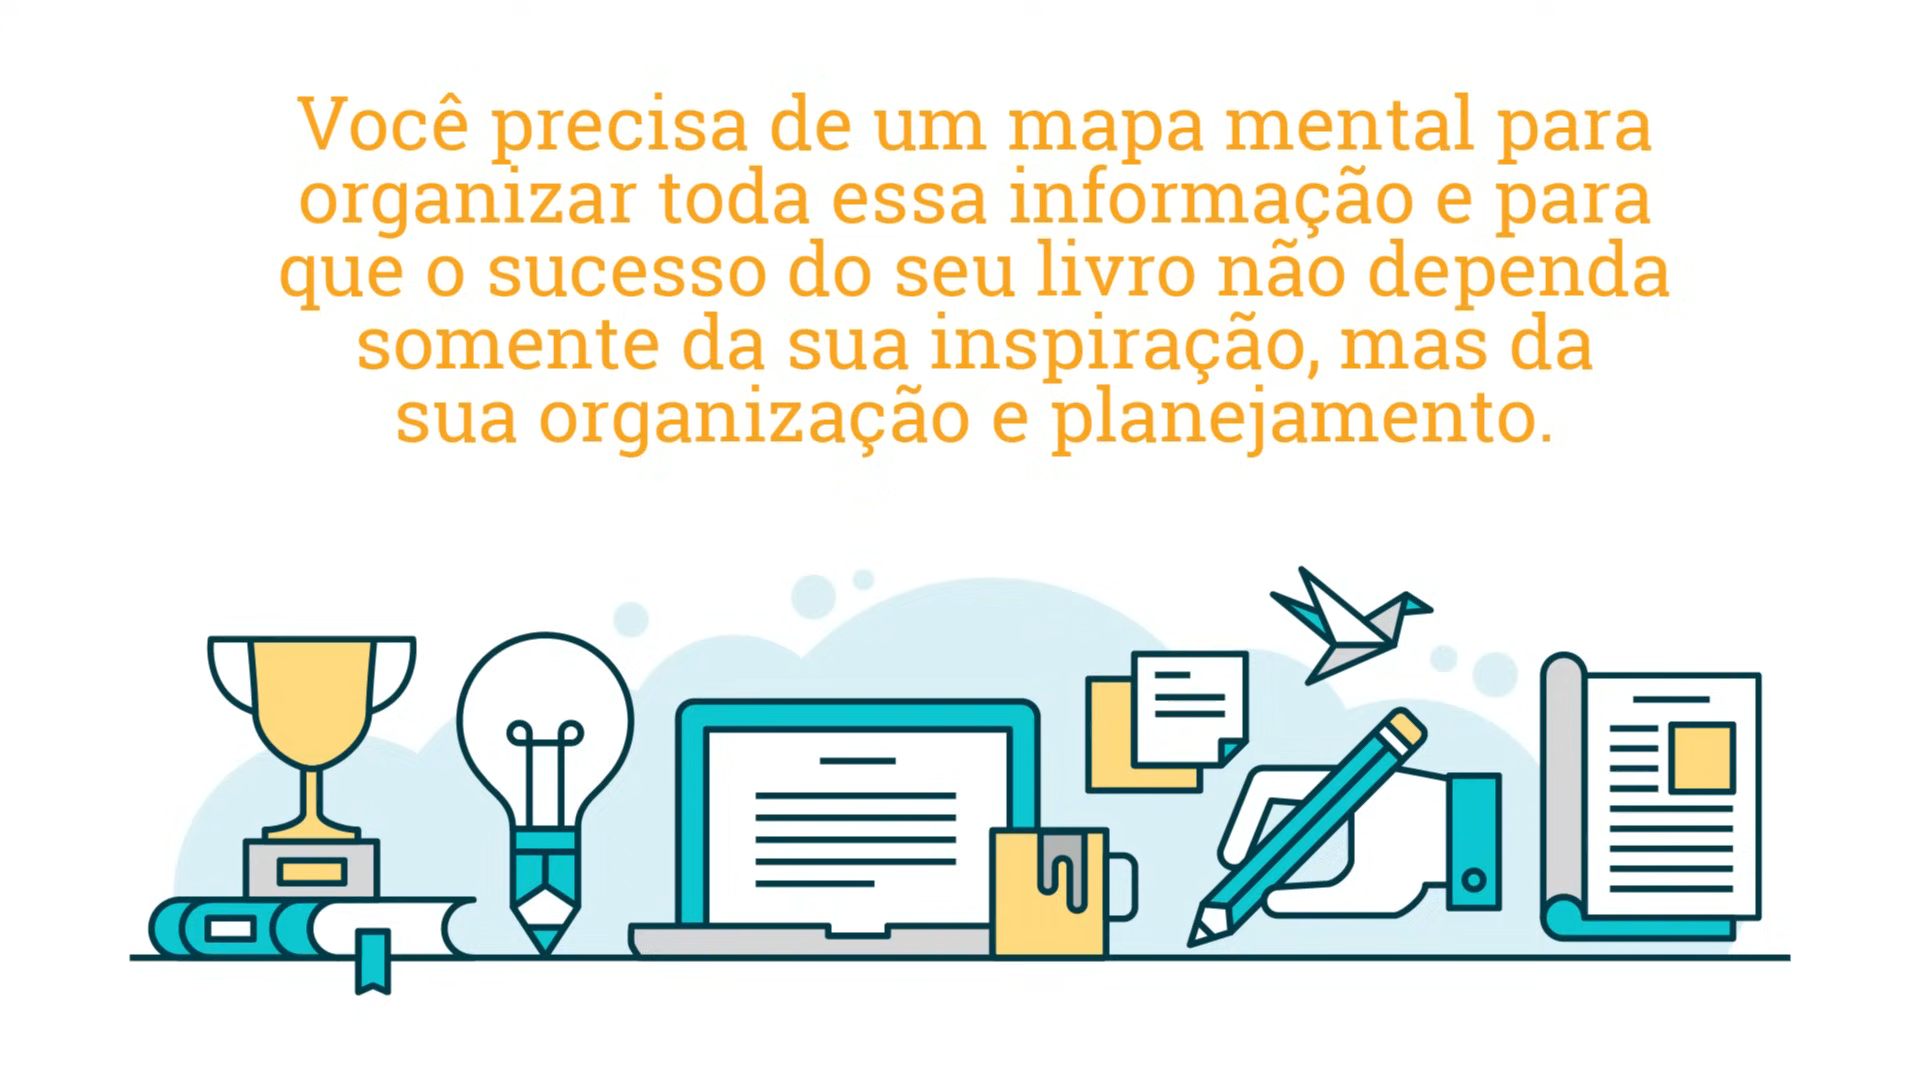 Você precisa de um mapa mental para
organizar toda essa informação e para
que o sucesso do seu livro não dependa
somente da sua inspiração, mas da
sua organização e planejamento.